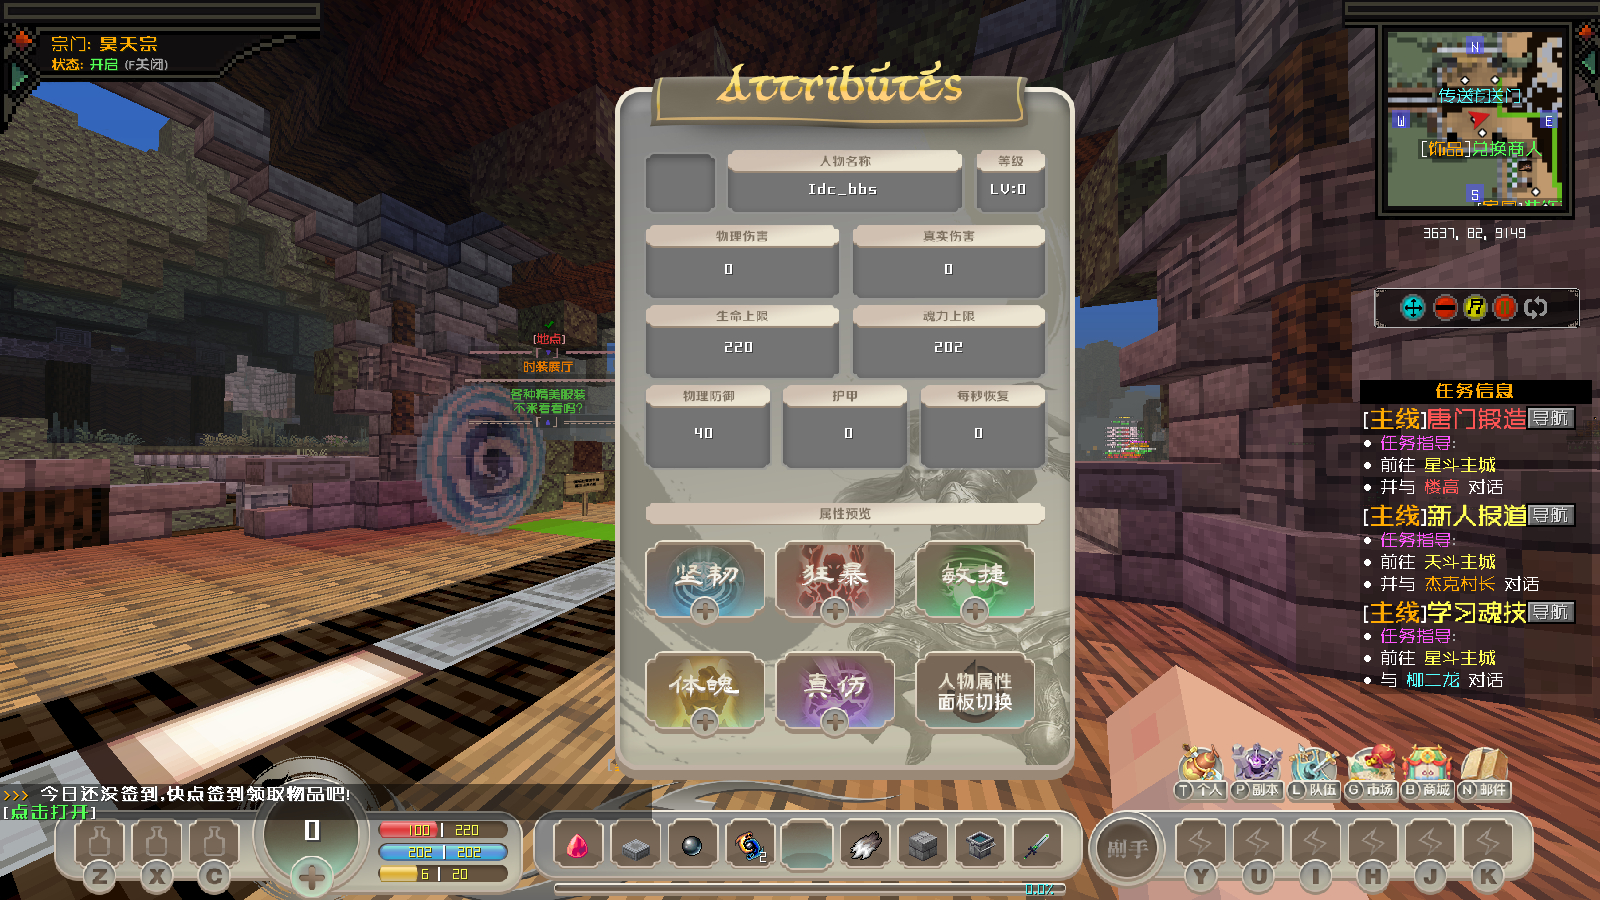 宗门: 昊天宗
状态: 开启 (F关闭)
Attributes
人物名称
Idc_bbs
等级
LV:0
物理伤害
0
真实伤害
0
生命上限
220
魂力上限
202
物理防御
40
护甲
0
每秒恢复
0
属性预览
坚韧
狂暴
敏捷
体魄
真伤
人物属性
面板切换
[地点]
时装展厅
各种精美服装
不来看看吗?
N
W
E
S
[饰品]兑换商人
3637, 82, 9149
任务信息
[主线]唐门锻造 导航
任务指导:
前往 星斗主城
并与 楼高 对话
[主线]新人报道 导航
任务指导:
前往 天斗主城
并与 杰克村长 对话
[主线]学习魂技 导航
任务指导:
前往 星斗主城
与 柳二龙 对话
T 个人
P 副本
L 队伍
G 市场
B 商城
N 邮件
>>> 今日还没签到,快点签到领取物品吧!
[点击打开]
Z
X
C
0
100 | 220
202 | 202
6 | 20
2
0.0%
副手
Y
U
I
H
J
K